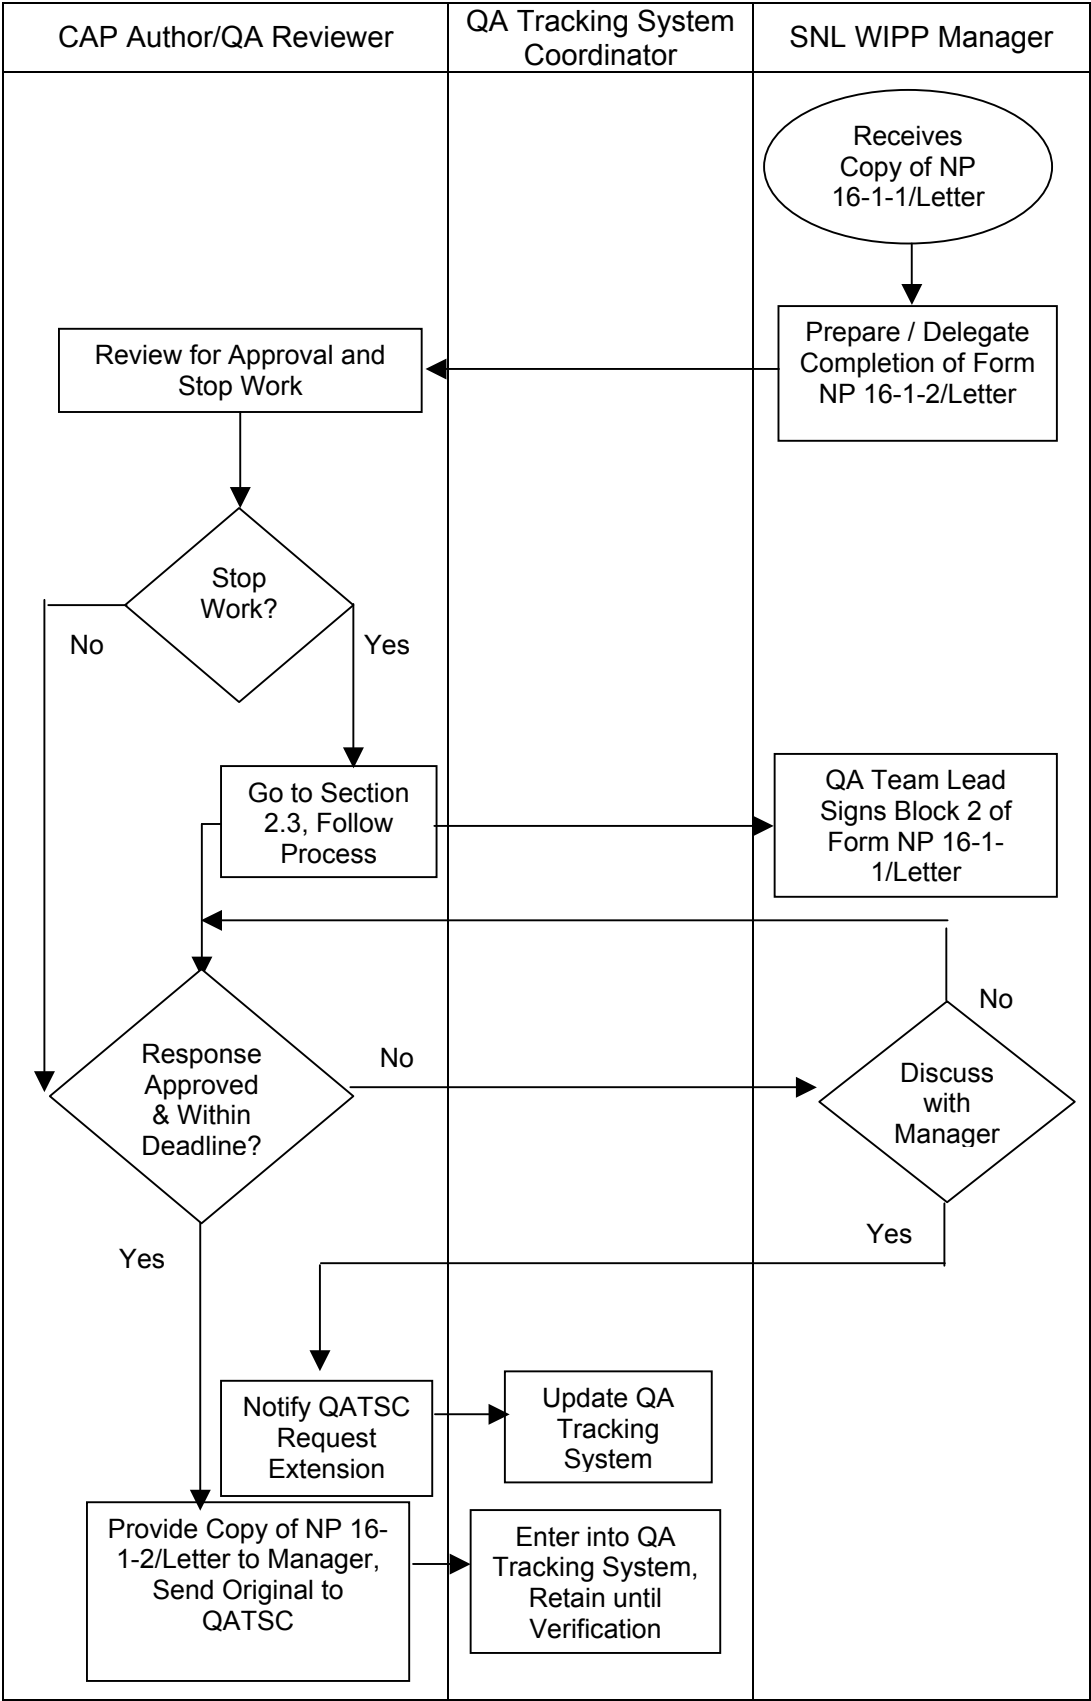 CAP Author/QA Reviewer
QA Tracking System
Coordinator
SNL WIPP Manager
Receives
Copy of NP
16-1-1/Letter
Prepare / Delegate
Completion of Form
NP 16-1-2/Letter
Review for Approval and
Stop Work
Stop
Work?
No
Yes
Go to Section
2.3, Follow
Process
QA Team Lead
Signs Block 2 of
Form NP 16-1-
1/Letter
No
Response
Approved
& Within
Deadline?
No
Discuss
with
Manager
Yes
Yes
Notify QATSC
Request
Extension
Update QA
Tracking
System
Provide Copy of NP 16-
1-2/Letter to Manager,
Send Original to
QATSC
Enter into QA
Tracking System,
Retain until
Verification